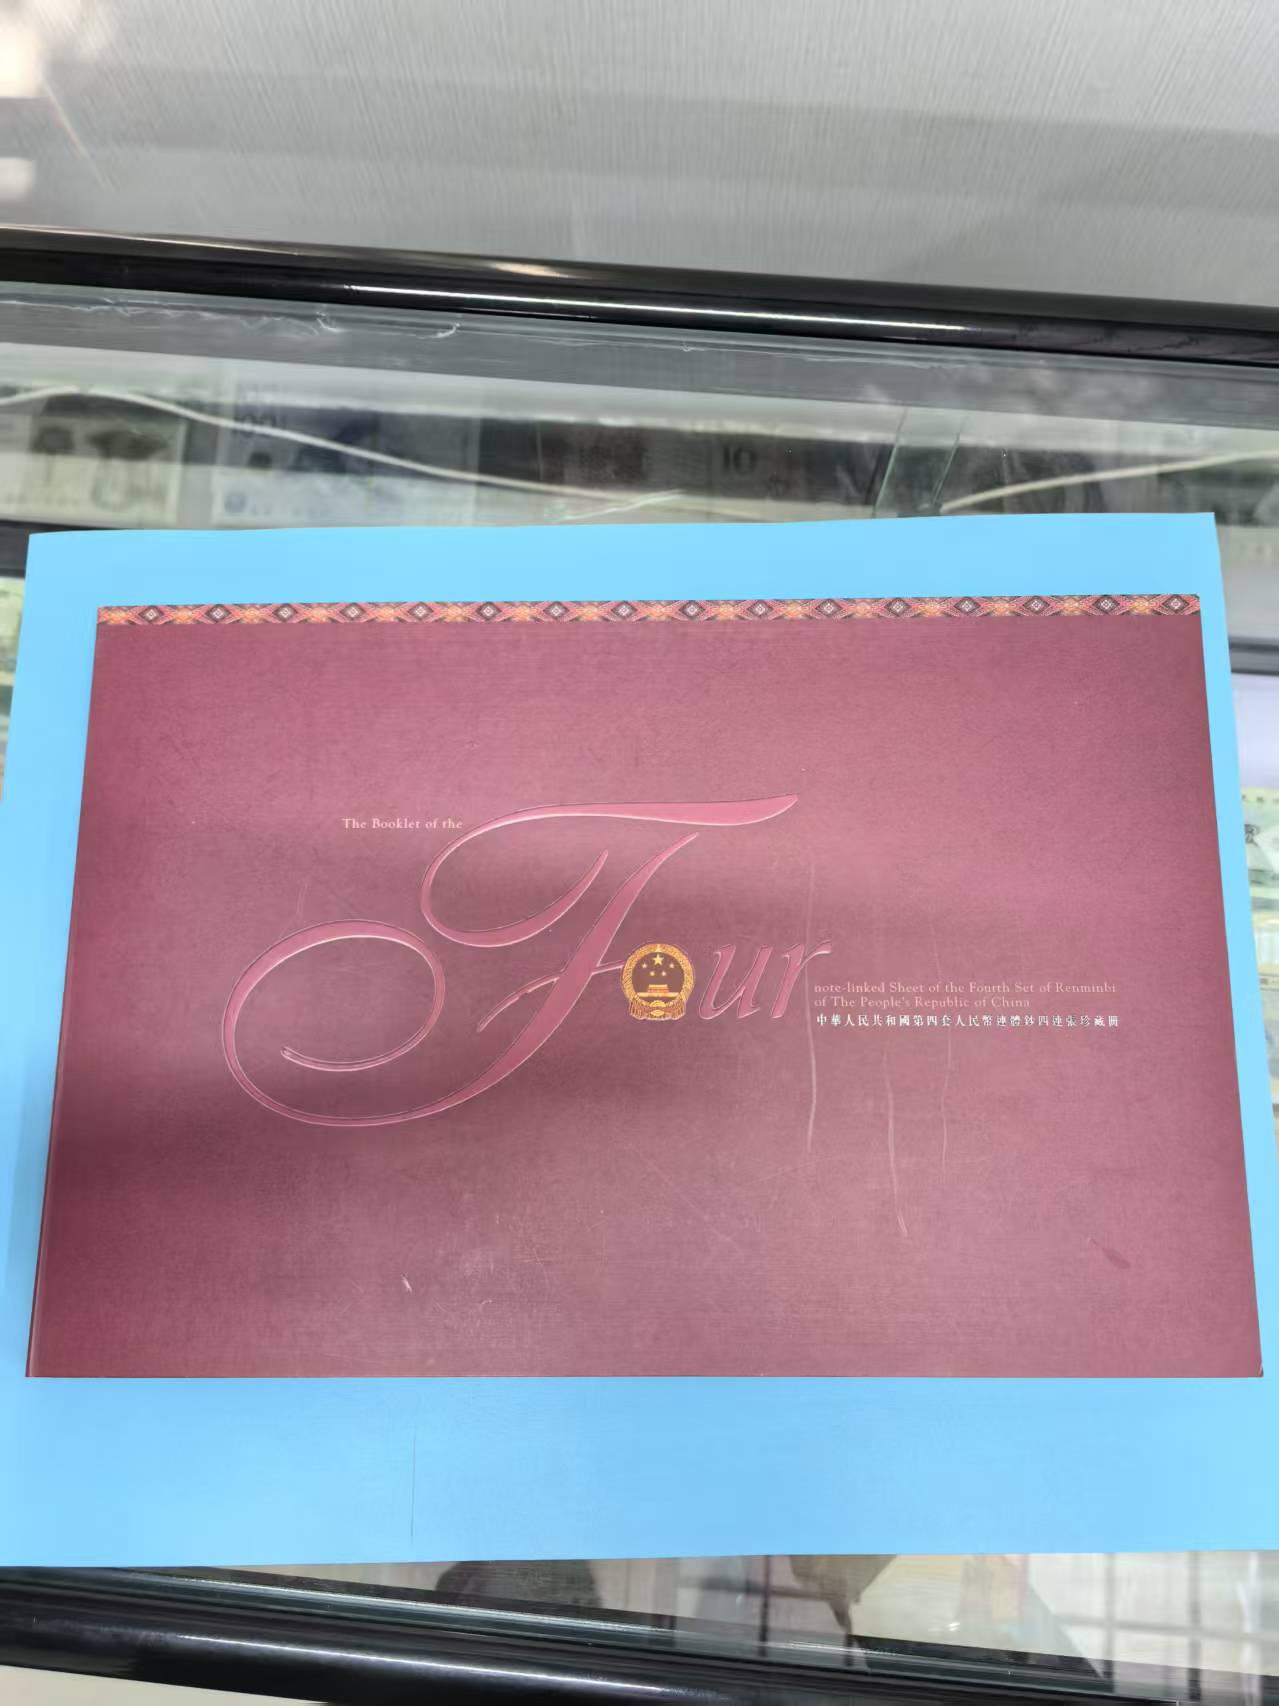 The Booklet of the
Four
note-linked Sheet of the Fourth Set of Renminbi
of The People's Republic of China
中華人民共和國第四套人民幣連體鈔四連張珍藏冊
10